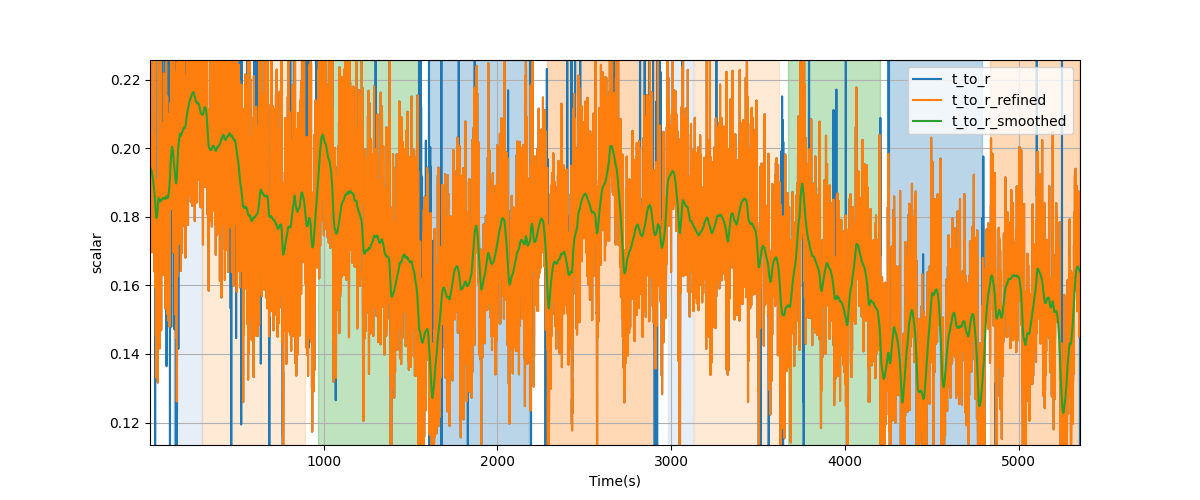 0.22
0.20
0.18
0.16
0.14
0.12
scalar
1000
2000
3000
4000
5000
Time(s)
t_to_r
t_to_r_refined
t_to_r_smoothed